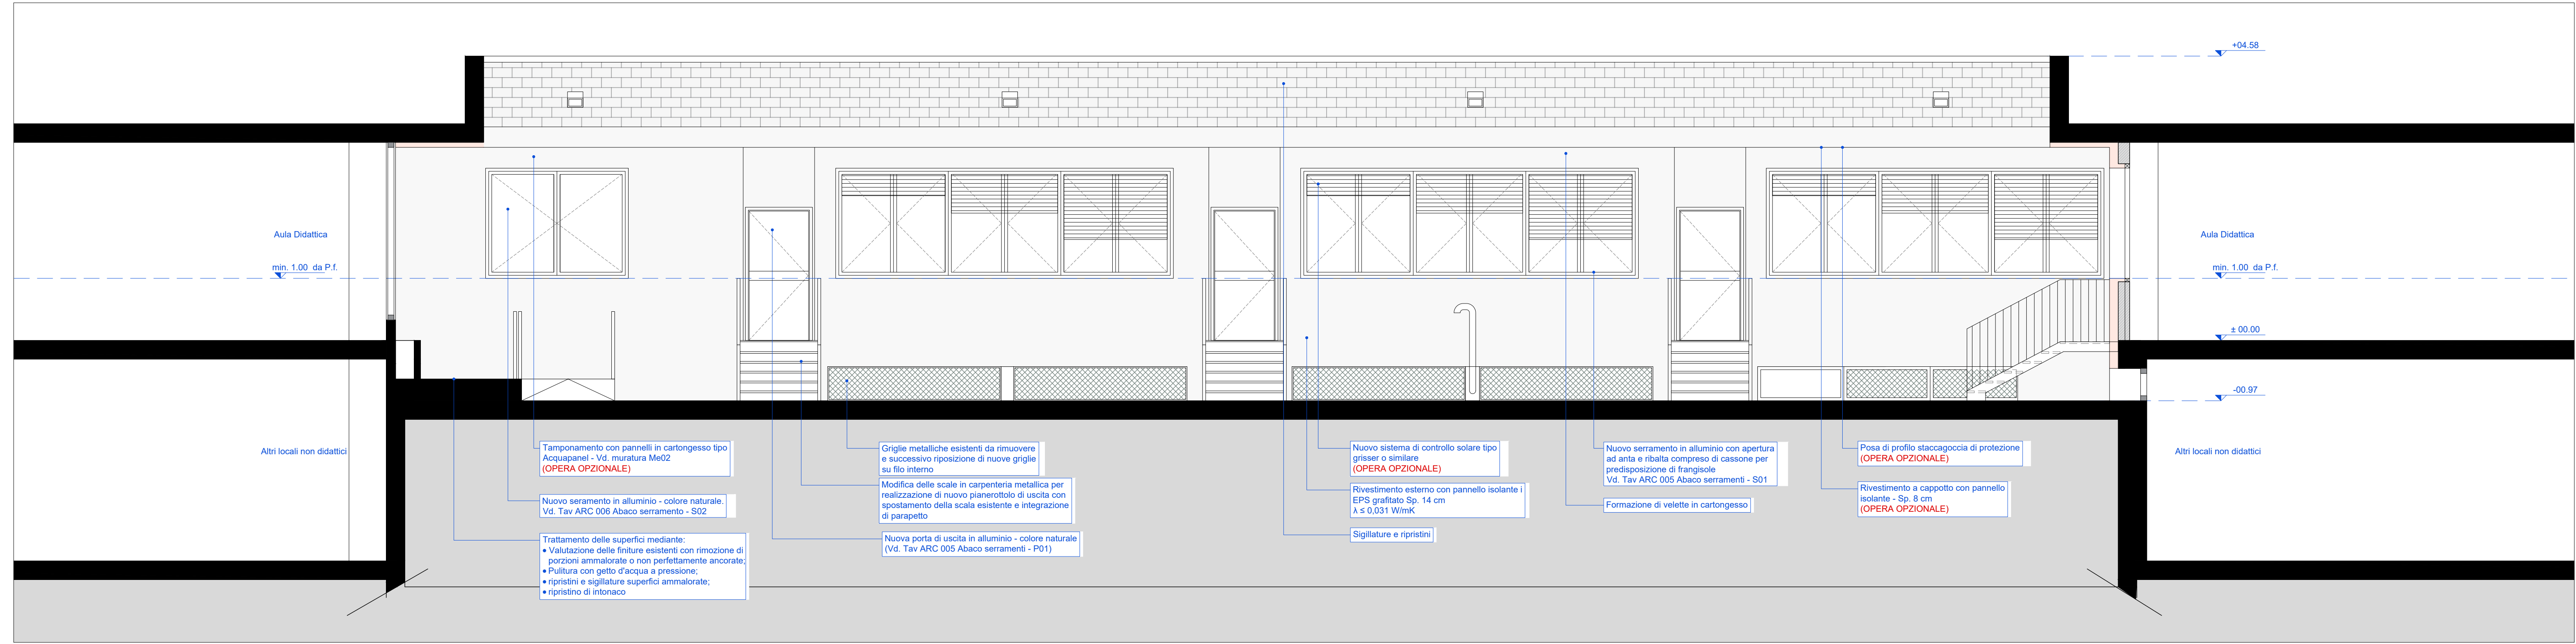 +04.58
Aula Didattica
Aula Didattica
min. 1.00 da P.f.
min. 1.00 da P.f.
± 00.00
-00.97
Altri locali non didattici
Altri locali non didattici
Tamponamento con pannelli in cartongesso tipo
Acquapanel - Vd. muratura Me02
(OPERA OPZIONALE)
Nuovo seramento in alluminio - colore naturale.
Vd. Tav ARC 006 Abaco serramento - S02
Trattamento delle superfici mediante:
• Valutazione delle finiture esistenti con rimozione di
porzioni ammalorate o non perfettamente ancorate;
• Pulitura con getto d'acqua a pressione;
• ripristini e sigillature superfici ammalorate;
• ripristino di intonaco
Griglie metalliche esistenti da rimuovere
e successivo riposizione di nuove griglie
su filo interno
Modifica delle scale in carpenteria metallica per
realizzazione di nuovo pianerottolo di uscita con
spostamento della scala esistente e integrazione
di parapetto
Nuova porta di uscita in alluminio - colore naturale
(Vd. Tav ARC 005 Abaco serramenti - P01)
Nuovo sistema di controllo solare tipo
grisser o similare
(OPERA OPZIONALE)
Rivestimento esterno con pannello isolante i
EPS grafitato Sp. 14 cm
λ ≤ 0,031 W/mK
Sigillature e ripristini
Nuovo serramento in alluminio con apertura
ad anta e ribalta compreso di cassone per
predisposizione di frangisole
Vd. Tav ARC 005 Abaco serramenti - S01
Formazione di velette in cartongesso
Posa di profilo staccagoccia di protezione
(OPERA OPZIONALE)
Rivestimento a cappotto con pannello
isolante - Sp. 8 cm
(OPERA OPZIONALE)